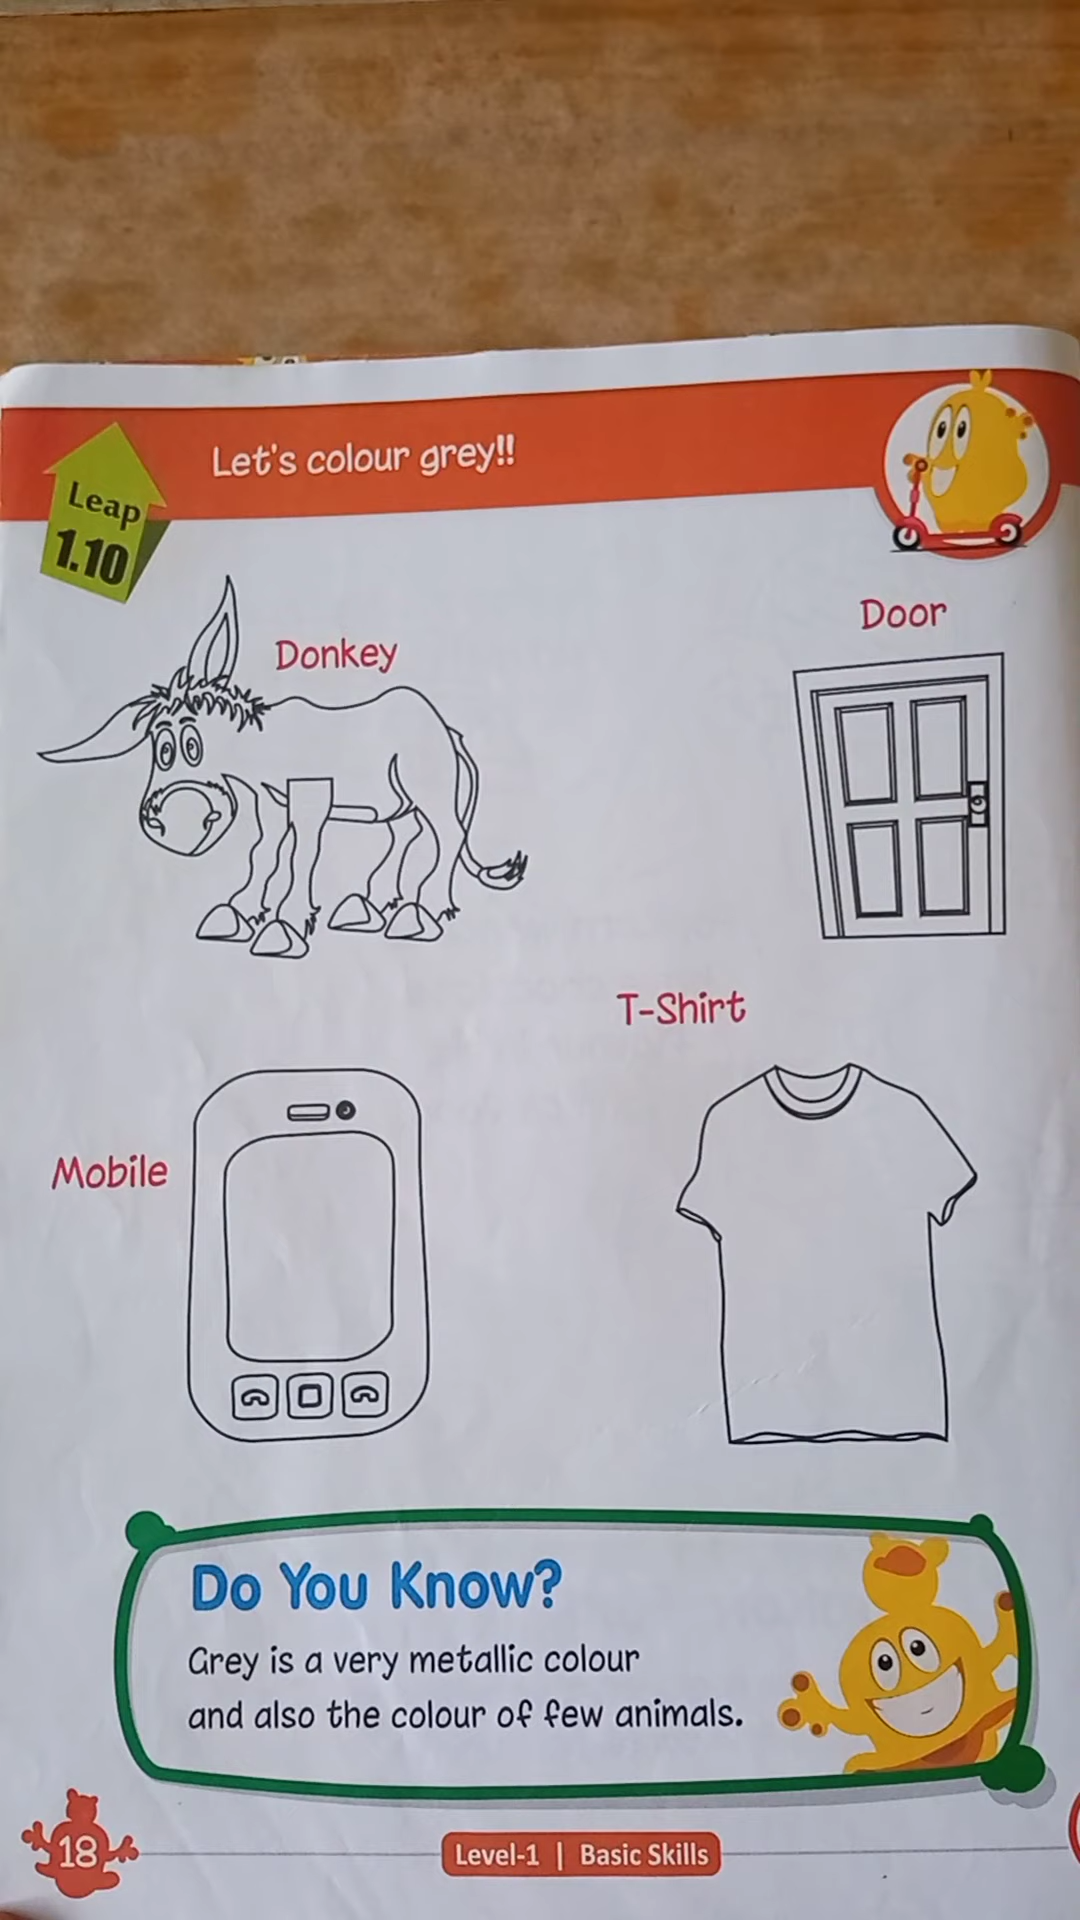 Let's colour grey!!
Leap
1.10
Donkey
Door
T-Shirt
Mobile
Do You Know?
Grey is a very metallic colour
and also the colour of few animals.
18
Level-1 | Basic Skills